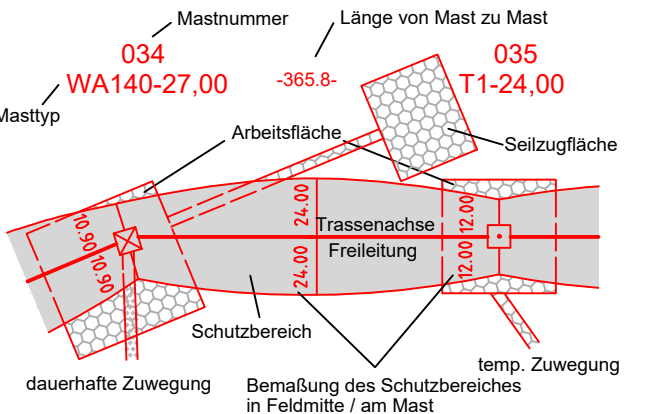 Mastnummer
Länge von Mast zu Mast
034
035
WA140-27,00
-365.8-
T1-24,00
Masttyp
Arbeitsfläche
Seilzugfläche
10.90
24.00
12.00
Trassenachse
10.90
24.00
Freileitung
12.00
Schutzbereich
temp. Zuwegung
dauerhafte Zuwegung
Bemaßung des Schutzbereiches
in Feldmitte / am Mast